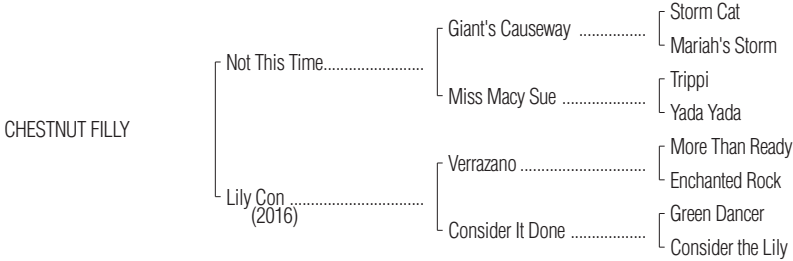 Storm Cat
Giant's Causeway ................
Mariah's Storm
Not This Time........................
Trippi
Miss Macy Sue ....................
Yada Yada
CHESTNUT FILLY
More Than Ready
Verrazano ..............................
Enchanted Rock
Lily Con ................................
(2016)
Green Dancer
Consider It Done ..................
Consider the Lily